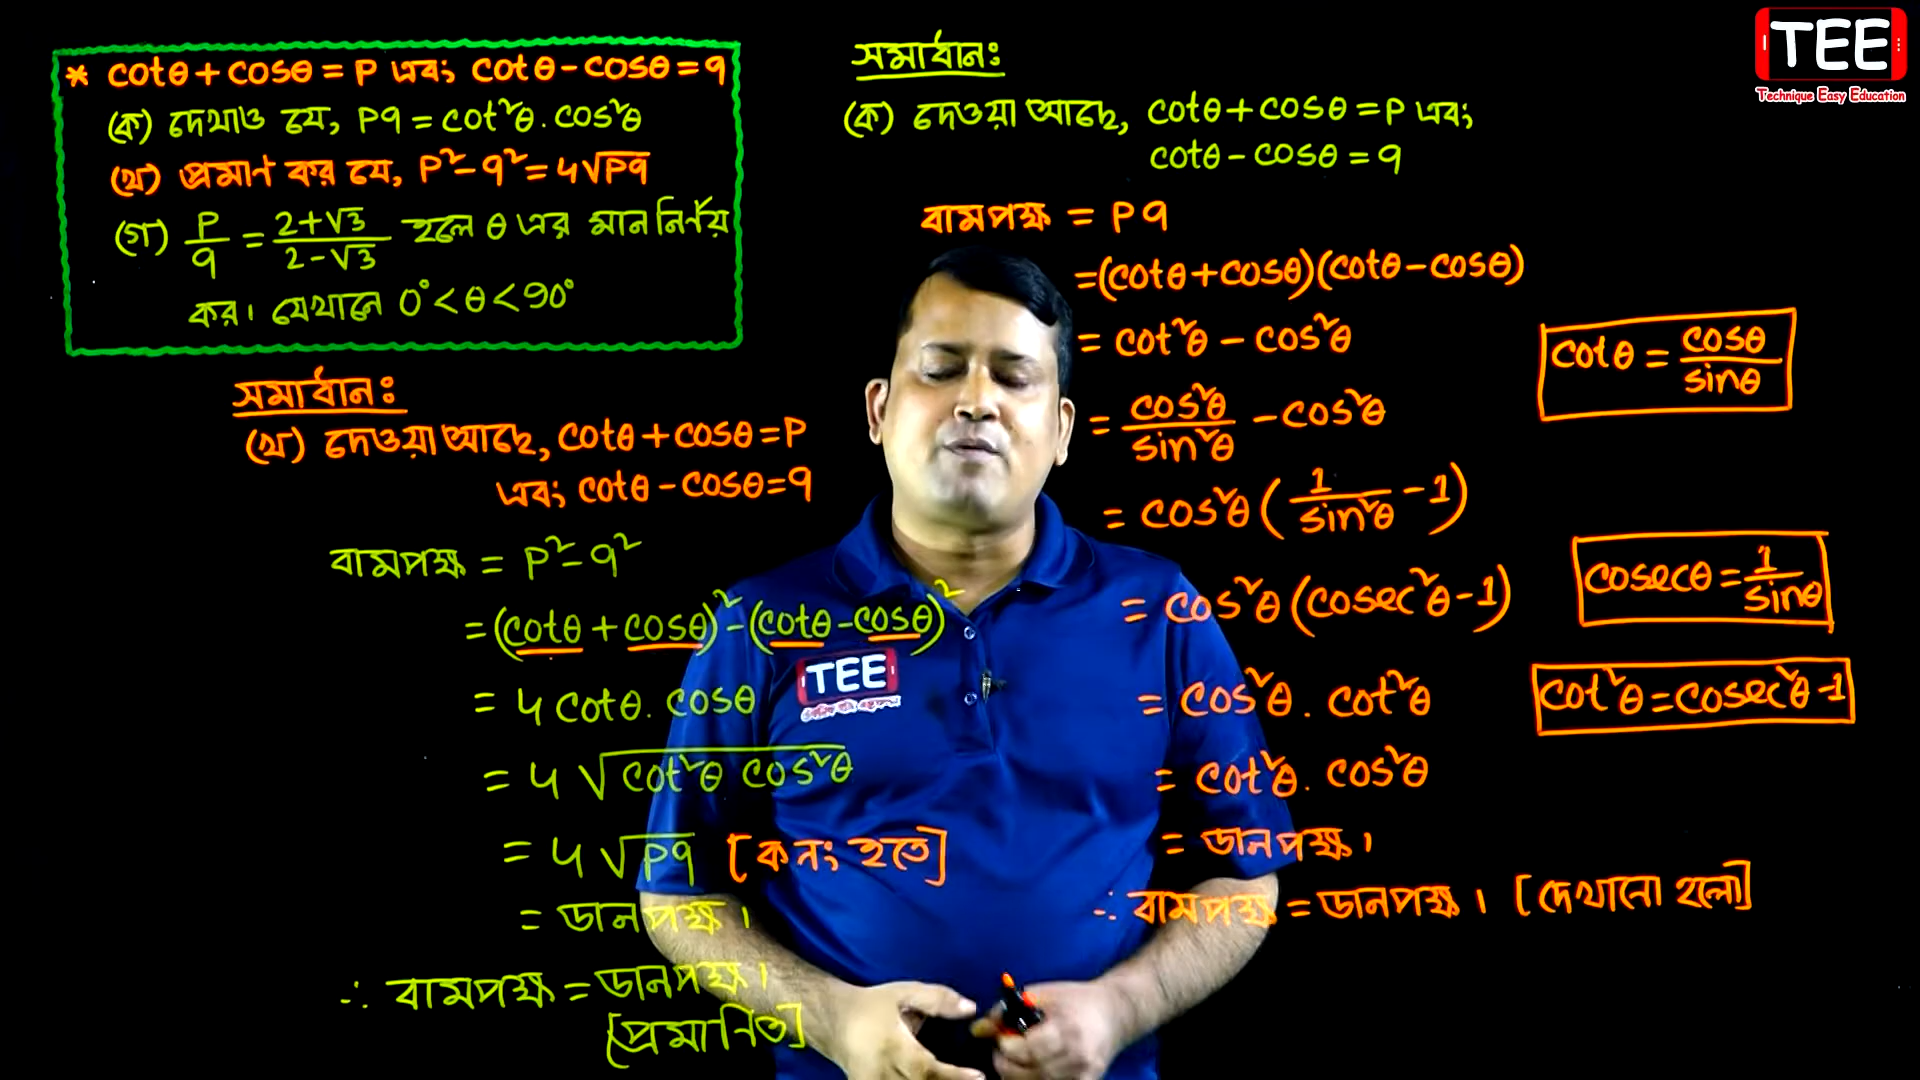 * cotθ + cosθ = P এবং cotθ - cosθ = q
(ক) দেখাও যে, Pq = cot²θ . cos²θ
(খ) প্রমাণ কর যে, P² - q² = 4√Pq
(গ) P/q = 2+√3/2-√3 হলে θ এর মান নির্ণয়
কর। যেখানে 0° < θ < 90°
সমাধানঃ
(খ) দেওয়া আছে, cotθ + cosθ = P
এবং cotθ - cosθ = q
বামপক্ষ = P² - q²
= (cotθ + cosθ)² - (cotθ - cosθ)²
= 4 cotθ . cosθ
= 4 √cot²θ cos²θ
= 4 √Pq [ক নং হতে]
= ডানপক্ষ।
∴ বামপক্ষ = ডানপক্ষ।
[প্রমানিত]
সমাধানঃ
(ক) দেওয়া আছে, cotθ + cosθ = P এবং
cotθ - cosθ = q
বামপক্ষ = Pq
= (cotθ + cosθ)(cotθ - cosθ)
= cot²θ - cos²θ
= cos²θ/sin²θ - cos²θ
= cos²θ (1/sin²θ - 1)
= cos²θ (cosec²θ - 1)
= cos²θ . cot²θ
= cot²θ . cos²θ
= ডানপক্ষ।
∴ বামপক্ষ = ডানপক্ষ। [দেখানো হলো]
cotθ = cosθ/sinθ
cosecθ = 1/sinθ
cot²θ = cosec²θ - 1
TEE
Technique Easy Education
TEE